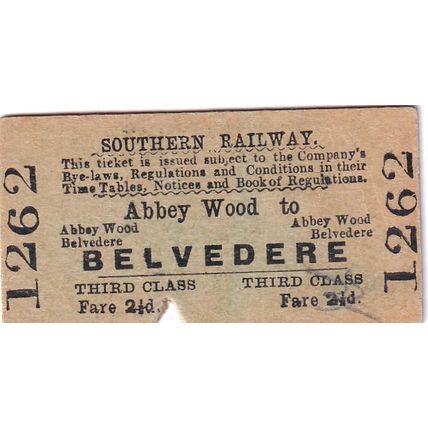 SOUTHERN RAILWAY.
This ticket is issued subject to the Company's
Bye-laws, Regulations and Conditions in their
Time Tables, Notices and Book of Regulations.
Abbey Wood to
Abbey Wood Abbey Wood
Belvedere Belvedere
BELVEDERE
THIRD CLASS THIRD CLASS
Fare 2½d. Fare 2½d.
1262
1262